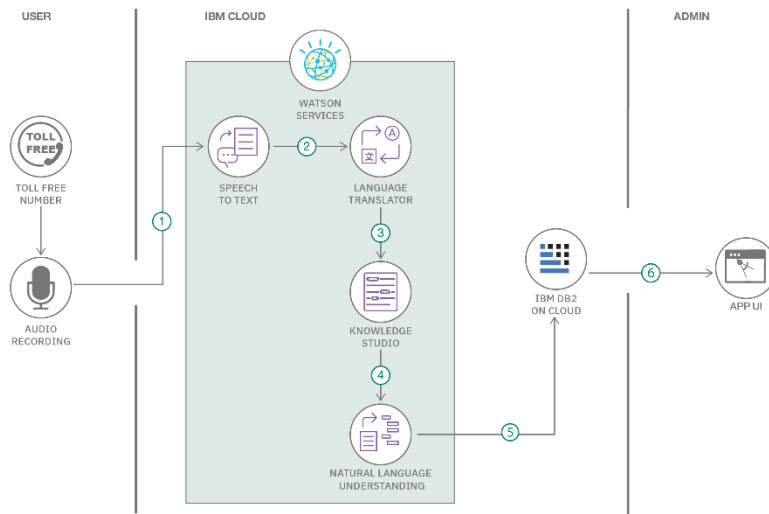 USER
IBM CLOUD
ADMIN
WATSON
SERVICES
TOLL
FREE
TOLL FREE
NUMBER
1
SPEECH
TO TEXT
2
A
文
LANGUAGE
TRANSLATOR
3
AUDIO
RECORDING
KNOWLEDGE
STUDIO
4
NATURAL LANGUAGE
UNDERSTANDING
5
IBM DB2
ON CLOUD
6
APP UI